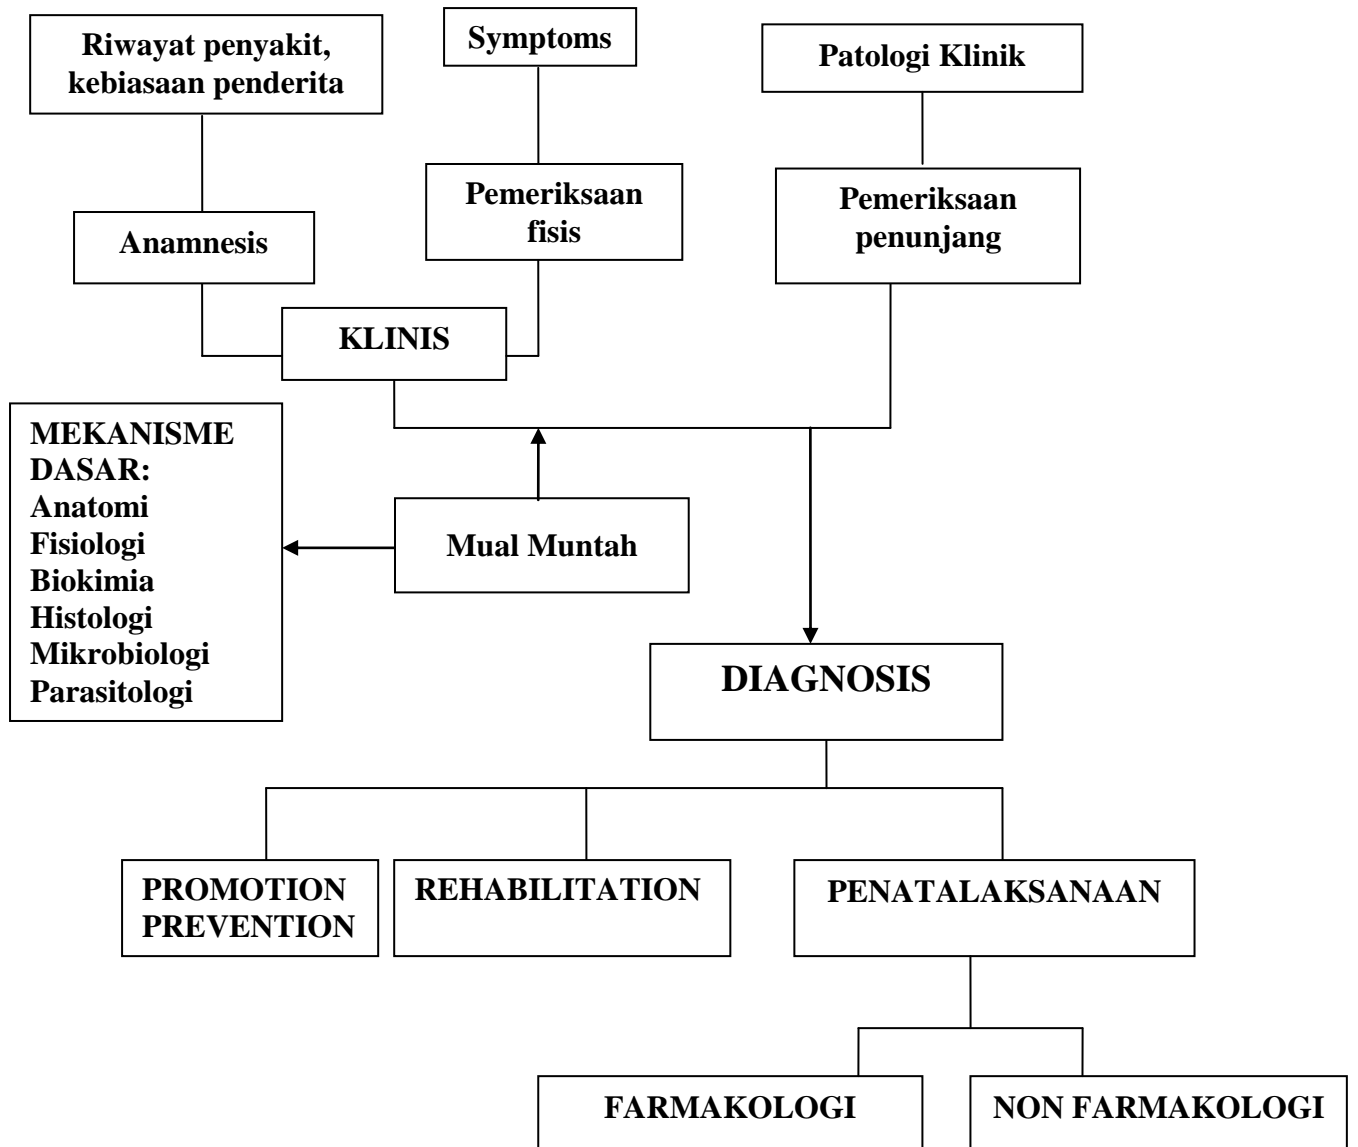 Riwayat penyakit,
kebiasaan penderita
Symptoms
Patologi Klinik
Anamnesis
Pemeriksaan
fisis
Pemeriksaan
penunjang
KLINIS
MEKANISME
DASAR:
Anatomi
Fisiologi
Biokimia
Histologi
Mikrobiologi
Parasitologi
Mual Muntah
DIAGNOSIS
PROMOTION
PREVENTION
REHABILITATION
PENATALAKSANAAN
FARMAKOLOGI
NON FARMAKOLOGI